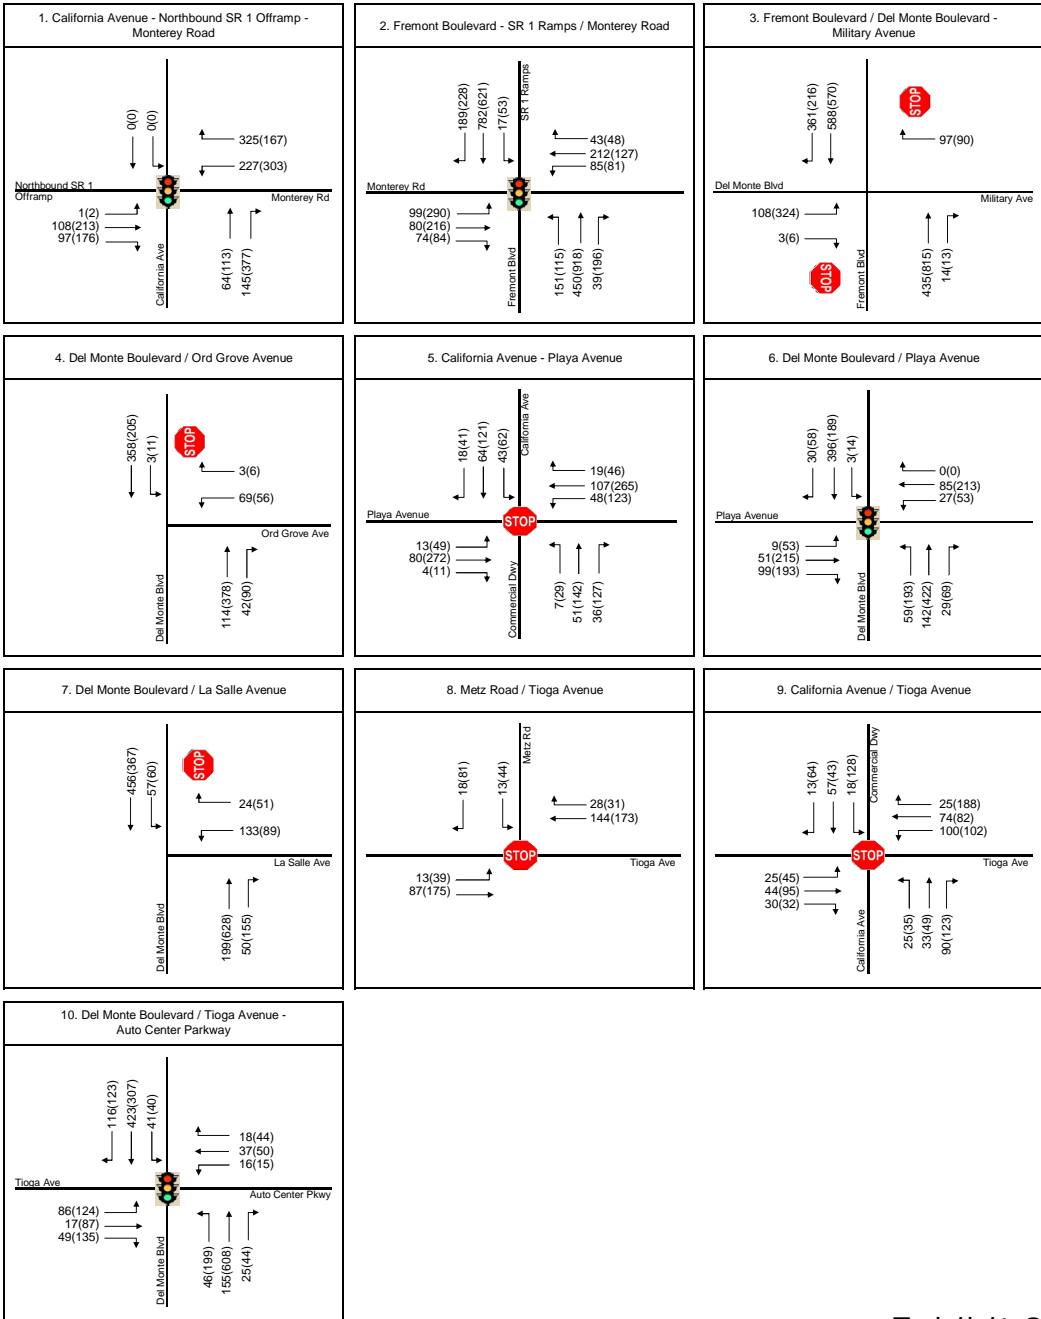 1. California Avenue - Northbound SR 1 Offramp -
Monterey Road
0(0)
0(0)
325(167)
227(303)
Northbound SR 1
Offramp
Monterey Rd
1(2)
108(213)
97(176)
California Ave
64(113)
145(377)
2. Fremont Boulevard - SR 1 Ramps / Monterey Road
189(228)
782(621)
17(53)
SR 1 Ramps
43(48)
212(127)
85(81)
Monterey Rd
99(290)
80(216)
74(84)
Fremont Blvd
151(115)
450(918)
39(196)
3. Fremont Boulevard / Del Monte Boulevard -
Military Avenue
361(216)
588(570)
STOP
97(90)
Del Monte Blvd
Military Ave
108(324)
3(6)
STOP
Fremont Blvd
435(815)
14(13)
4. Del Monte Boulevard / Ord Grove Avenue
358(205)
3(11)
STOP
3(6)
69(56)
Ord Grove Ave
Del Monte Blvd
114(378)
42(90)
5. California Avenue - Playa Avenue
18(41)
64(121)
43(62)
California Ave
19(46)
107(265)
48(123)
Playa Avenue
STOP
13(49)
80(272)
4(11)
Commercial Dwy
7(29)
51(142)
36(127)
6. Del Monte Boulevard / Playa Avenue
30(58)
396(189)
3(14)
0(0)
85(213)
27(53)
Playa Avenue
9(53)
51(215)
99(193)
Del Monte Blvd
59(193)
142(422)
29(69)
7. Del Monte Boulevard / La Salle Avenue
456(367)
57(60)
STOP
24(51)
133(89)
La Salle Ave
Del Monte Blvd
199(628)
50(155)
8. Metz Road / Tioga Avenue
18(81)
13(44)
Metz Rd
28(31)
144(173)
STOP
Tioga Ave
13(39)
87(175)
9. California Avenue / Tioga Avenue
13(64)
57(43)
18(128)
Commercial Dwy
25(188)
74(82)
100(102)
STOP
Tioga Ave
25(45)
44(95)
30(32)
California Ave
25(35)
33(49)
90(123)
10. Del Monte Boulevard / Tioga Avenue -
Auto Center Parkway
116(123)
423(307)
41(40)
18(44)
37(50)
16(15)
Tioga Ave
Auto Center Pkwy
86(124)
17(87)
49(135)
Del Monte Blvd
46(199)
155(608)
25(44)